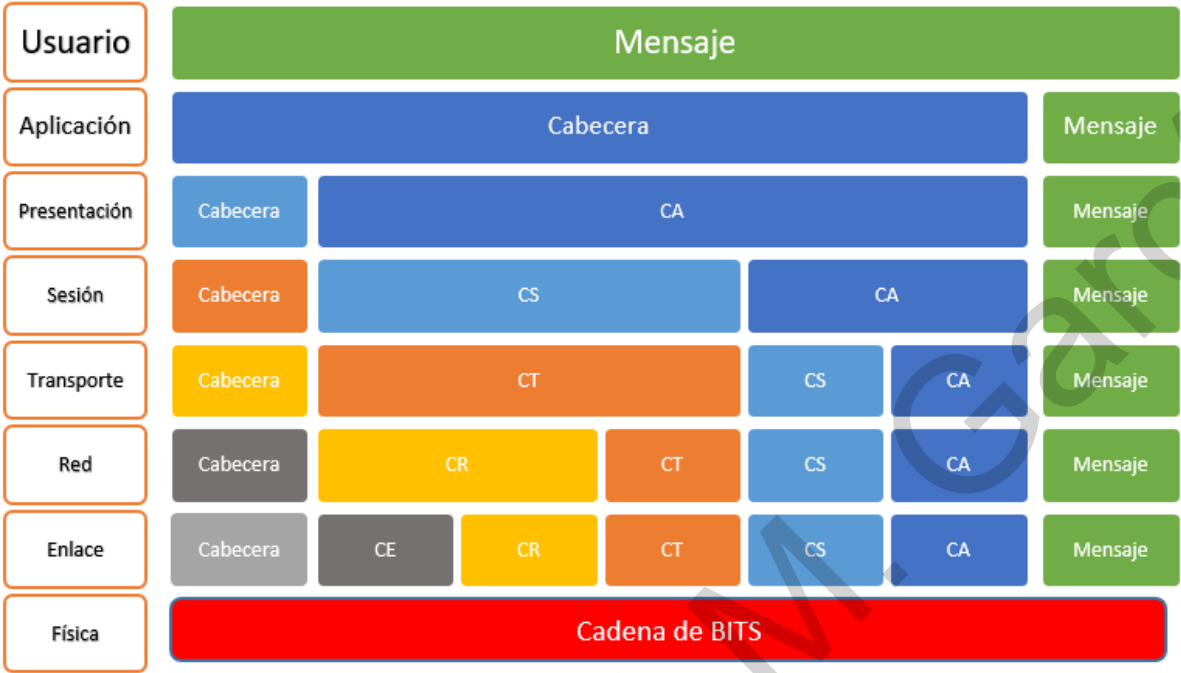 Usuario Mensaje
Aplicación Cabecera Mensaje
Presentación Cabecera CA Mensaje
Sesión Cabecera CS CA Mensaje
Transporte Cabecera CT CS CA Mensaje
Red Cabecera CR CT CS CA Mensaje
Enlace Cabecera CE CR CT CS CA Mensaje
Física Cadena de BITS
M. Garc